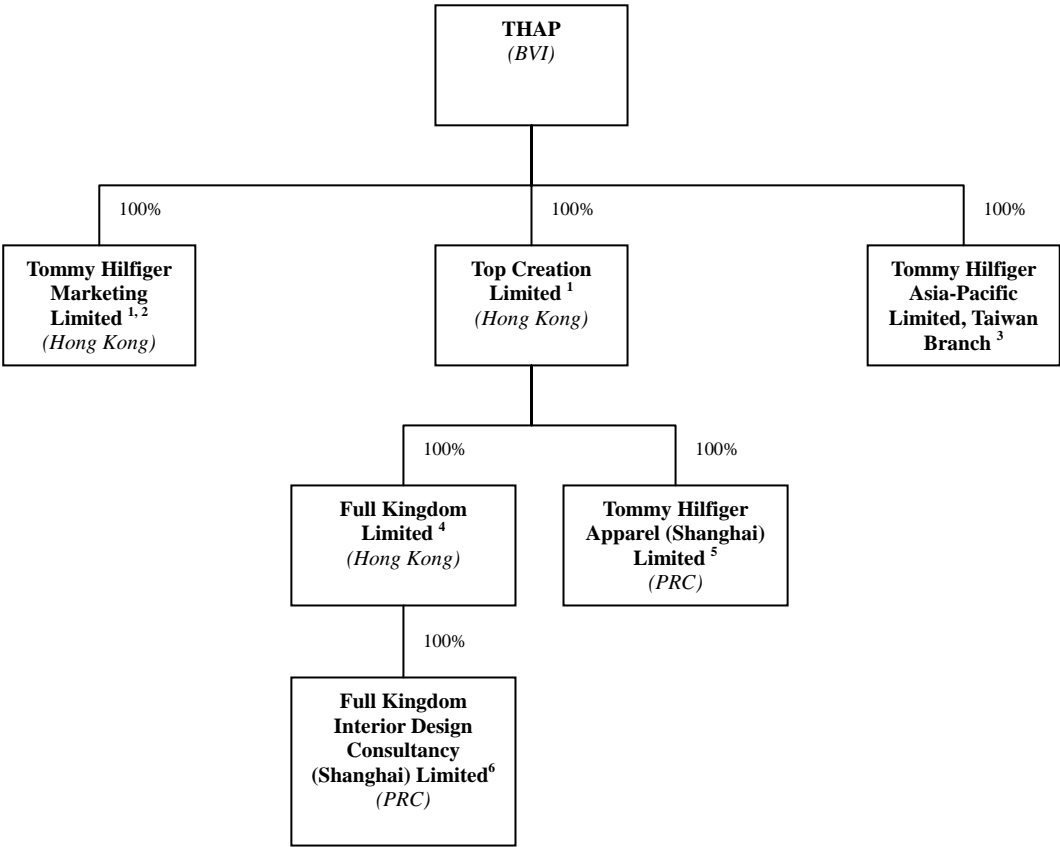 THAP
(BVI)
100%
100%
100%
Tommy Hilfiger
Marketing
Limited 1, 2
(Hong Kong)
Top Creation
Limited 1
(Hong Kong)
Tommy Hilfiger
Asia-Pacific
Limited, Taiwan
Branch 3
100%
100%
Full Kingdom
Limited 4
(Hong Kong)
Tommy Hilfiger
Apparel (Shanghai)
Limited 5
(PRC)
100%
Full Kingdom
Interior Design
Consultancy
(Shanghai) Limited6
(PRC)